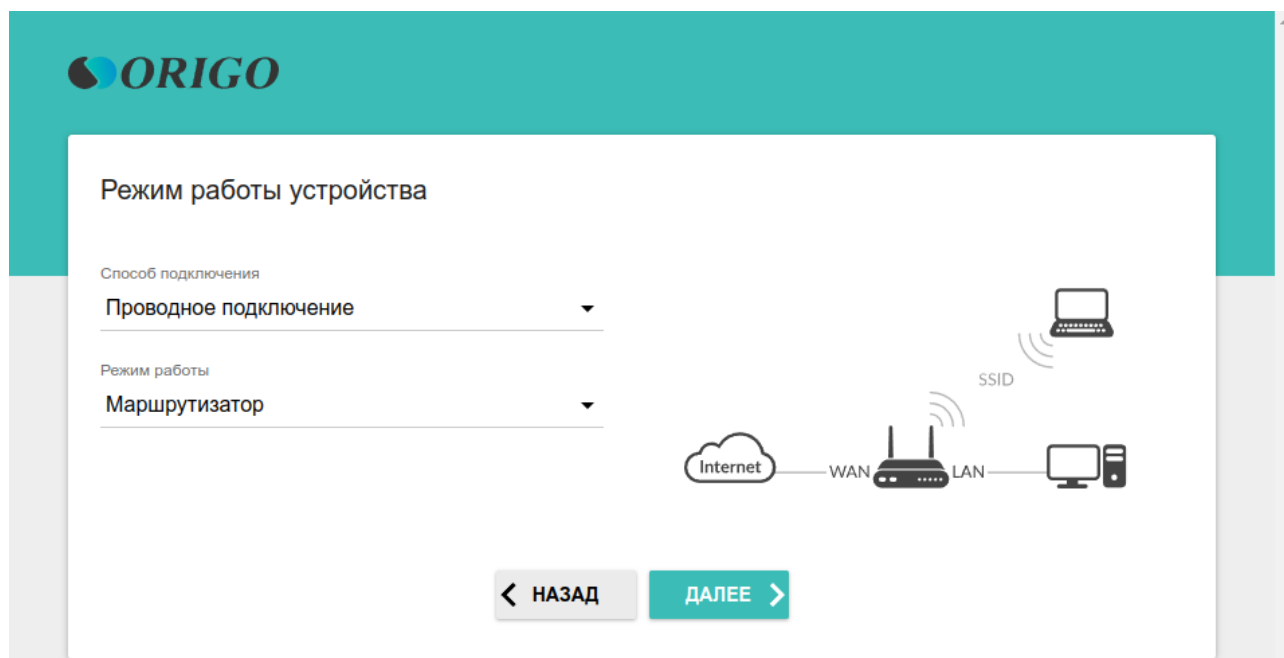 ORIGO
Режим работы устройства
Способ подключения
Проводное подключение
Режим работы
Маршрутизатор
SSID
Internet
WAN
LAN
НАЗАД
ДАЛЕЕ